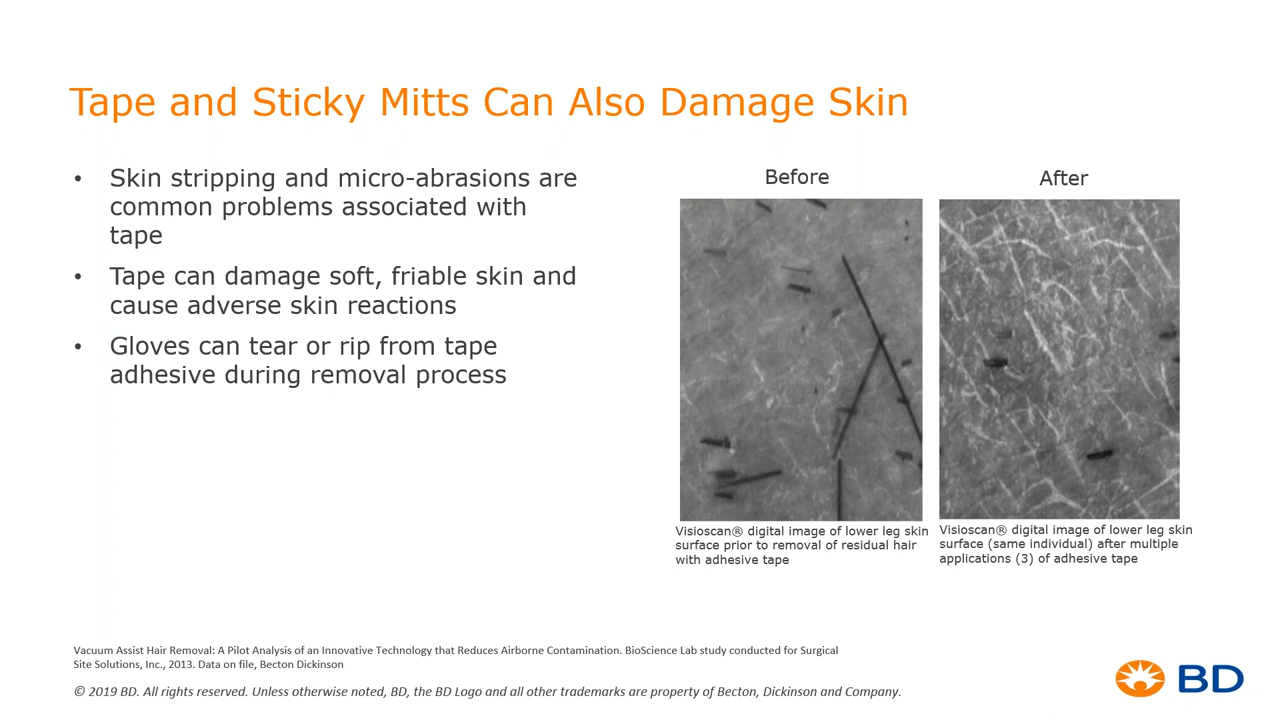 Tape and Sticky Mitts Can Also Damage Skin
• Skin stripping and micro-abrasions are
common problems associated with
tape
• Tape can damage soft, friable skin and
cause adverse skin reactions
• Gloves can tear or rip from tape
adhesive during removal process
Before
Visioscan® digital image of lower leg skin
surface prior to removal of residual hair
with adhesive tape
After
Visioscan® digital image of lower leg skin
surface (same individual) after multiple
applications (3) of adhesive tape
Vacuum Assist Hair Removal: A Pilot Analysis of an Innovative Technology that Reduces Airborne Contamination. BioScience Lab study conducted for Surgical
Site Solutions, Inc., 2013. Data on file, Becton Dickinson
© 2019 BD. All rights reserved. Unless otherwise noted, BD, the BD Logo and all other trademarks are property of Becton, Dickinson and Company.
BD